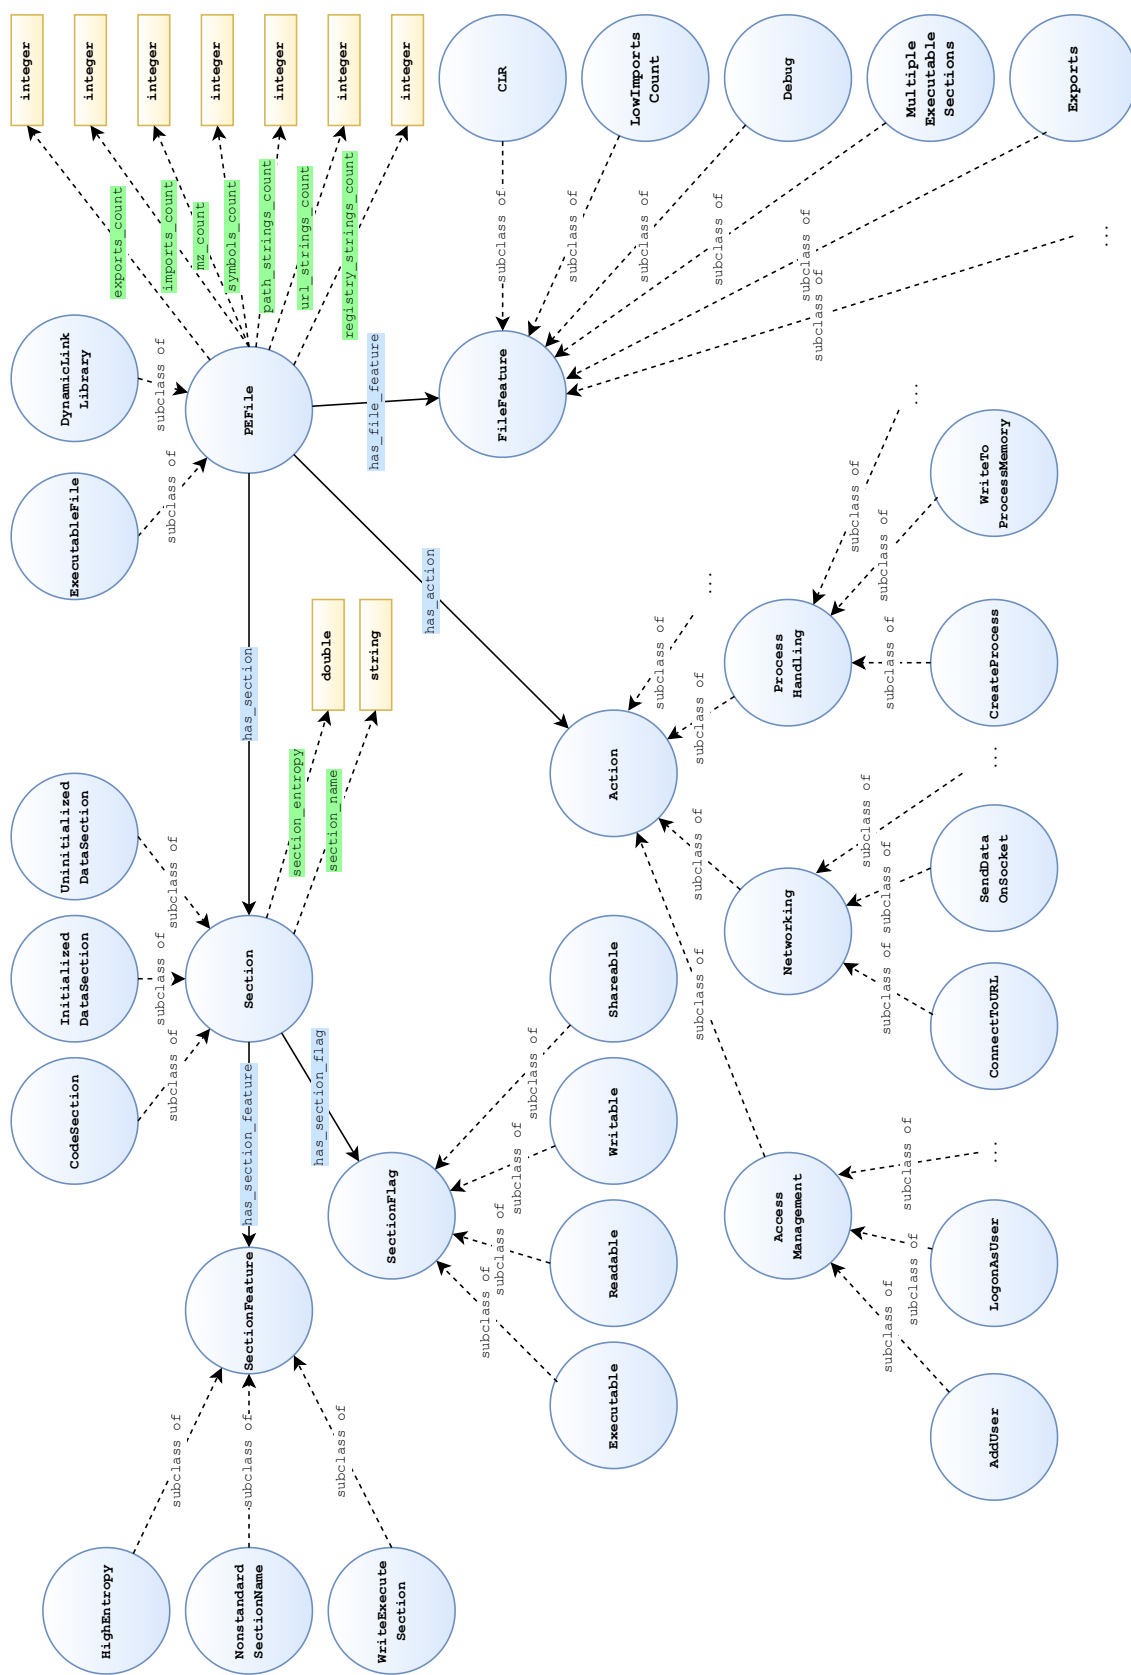 integer
integer
integer
integer
integer
integer
integer
exports_count
imports_count
mz_count
symbols_count
path_strings_count
url_strings_count
registry_strings_count
CLR
LowImports
Count
Debug
Multiple
Executable
Sections
Exports
subclass of
subclass of
subclass of
subclass of
subclass of
subclass of
...
DynamicLink
Library
subclass of
ExecutableFile
subclass of
PEFile
has_file_feature
FileFeature
has_action
has_section
double
string
section_entropy
section_name
Uninitialized
DataSection
subclass of
Initialized
DataSection
subclass of
CodeSection
subclass of
Section
has_section_feature
has_section_flag
SectionFlag
Shareable
subclass of
Writable
subclass of
Readable
subclass of
Executable
subclass of
SectionFeature
subclass of
subclass of
subclass of
HighEntropy
Nonstandard
SectionName
WriteExecute
Section
Action
subclass of
...
subclass of
subclass of
subclass of
Process
Handling
subclass of
...
subclass of
WriteTo
ProcessMemory
subclass of
CreateProcess
Networking
subclass of
...
subclass of
SendData
OnSocket
subclass of
ConnectToURL
Access
Management
subclass of
...
subclass of
LogonAsUser
subclass of
AddUser